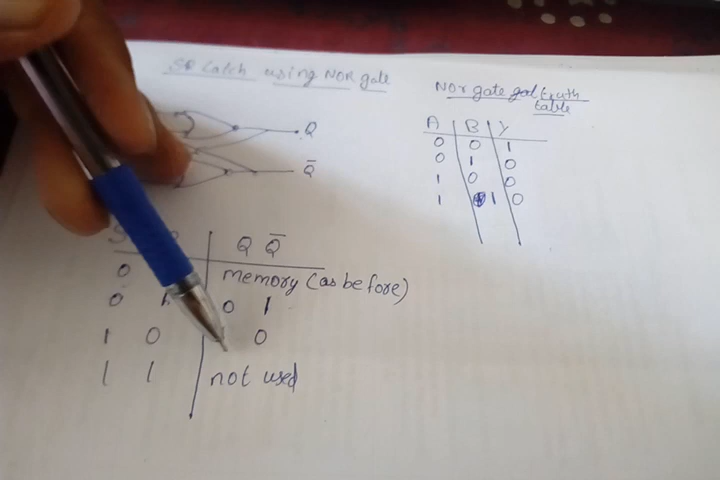 SR Latch using NOR gate
Q
Q̅
Q Q̅
0 memory (as before)
0 0 1
1 0 0
1 1 not used
Nor gate truth
table
A B Y
0 0 1
0 1 0
1 0 0
1 1 0